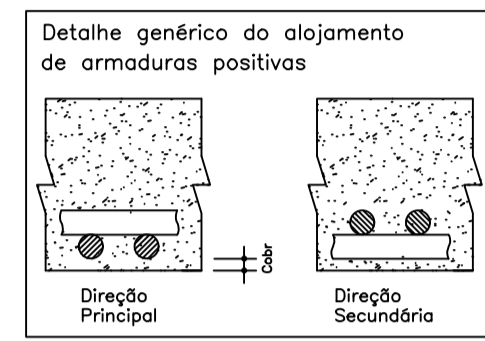 Detalhe genérico do alojamento
de armaduras positivas
Cobr
Direção
Principal
Direção
Secundária